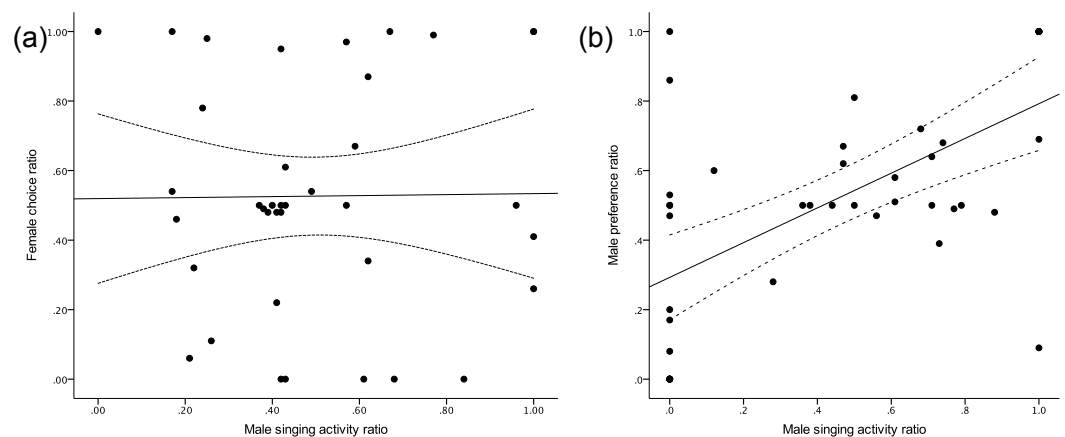 (a)
1.00
.80
.60
.40
.20
.00
Female choice ratio
.00 .20 .40 .60 .80 1.00
Male singing activity ratio
(b)
1.0
.8
.6
.4
.2
.0
Male preference ratio
.0 .2 .4 .6 .8 1.0
Male singing activity ratio